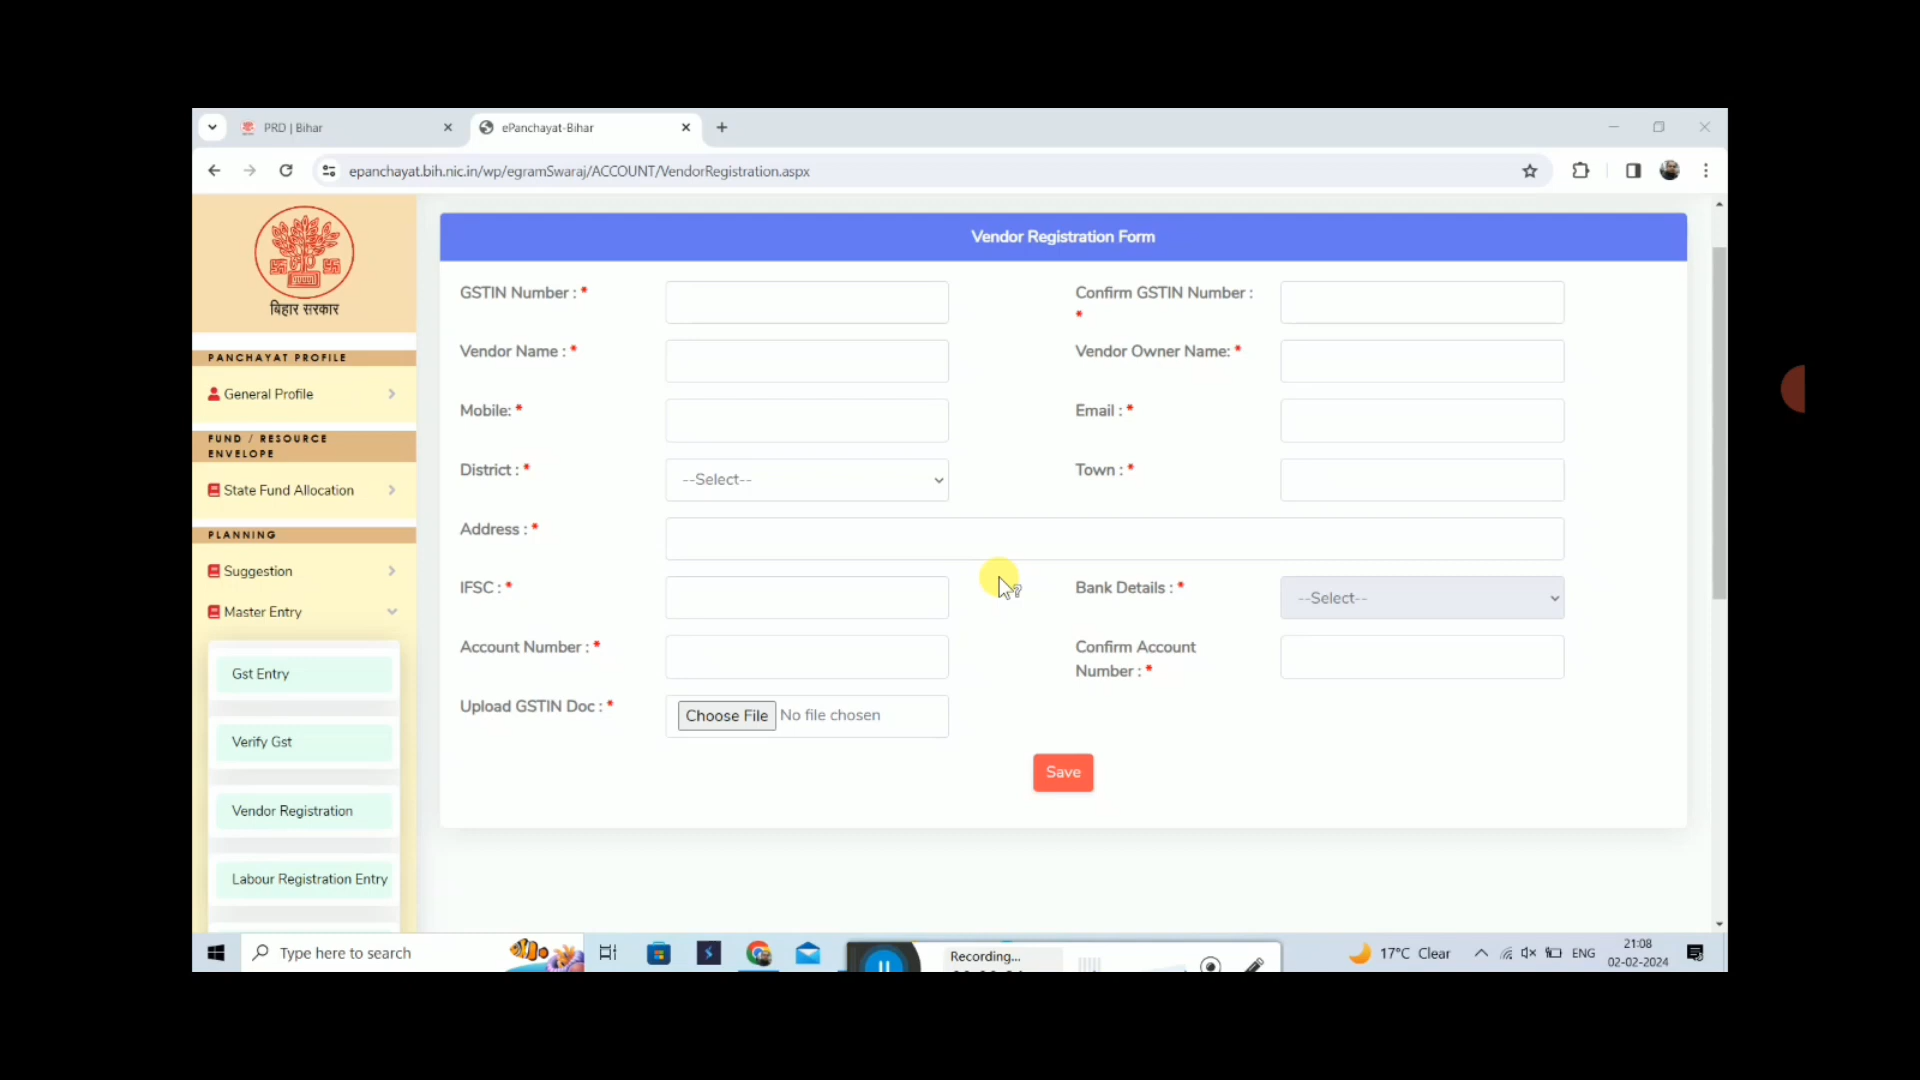 PRD | Bihar
ePanchayat-Bihar
epanchayat.bih.nic.in/wp/egramSwaraj/ACCOUNT/VendorRegistration.aspx
बिहार सरकार
PANCHAYAT PROFILE
General Profile
FUND / RESOURCE
ENVELOPE
State Fund Allocation
PLANNING
Suggestion
Master Entry
Gst Entry
Verify Gst
Vendor Registration
Labour Registration Entry
Vendor Registration Form
GSTIN Number : *
Confirm GSTIN Number :
*
Vendor Name : *
Vendor Owner Name: *
Mobile: *
Email : *
District : *
--Select--
Town : *
Address : *
IFSC : *
Bank Details : *
--Select--
Account Number : *
Confirm Account
Number : *
Upload GSTIN Doc : *
Choose File No file chosen
Save
Type here to search
Recording...
17°C Clear
ENG
21:08
02-02-2024